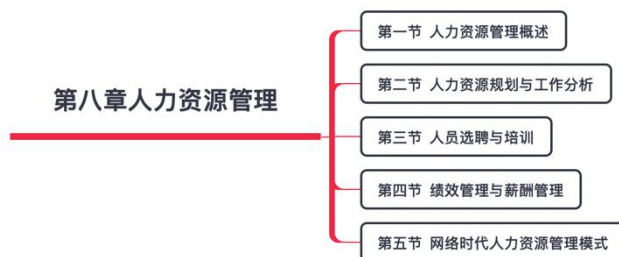 第八章人力资源管理
第一节 人力资源管理概述
第二节 人力资源规划与工作分析
第三节 人员选聘与培训
第四节 绩效管理与薪酬管理
第五节 网络时代人力资源管理模式